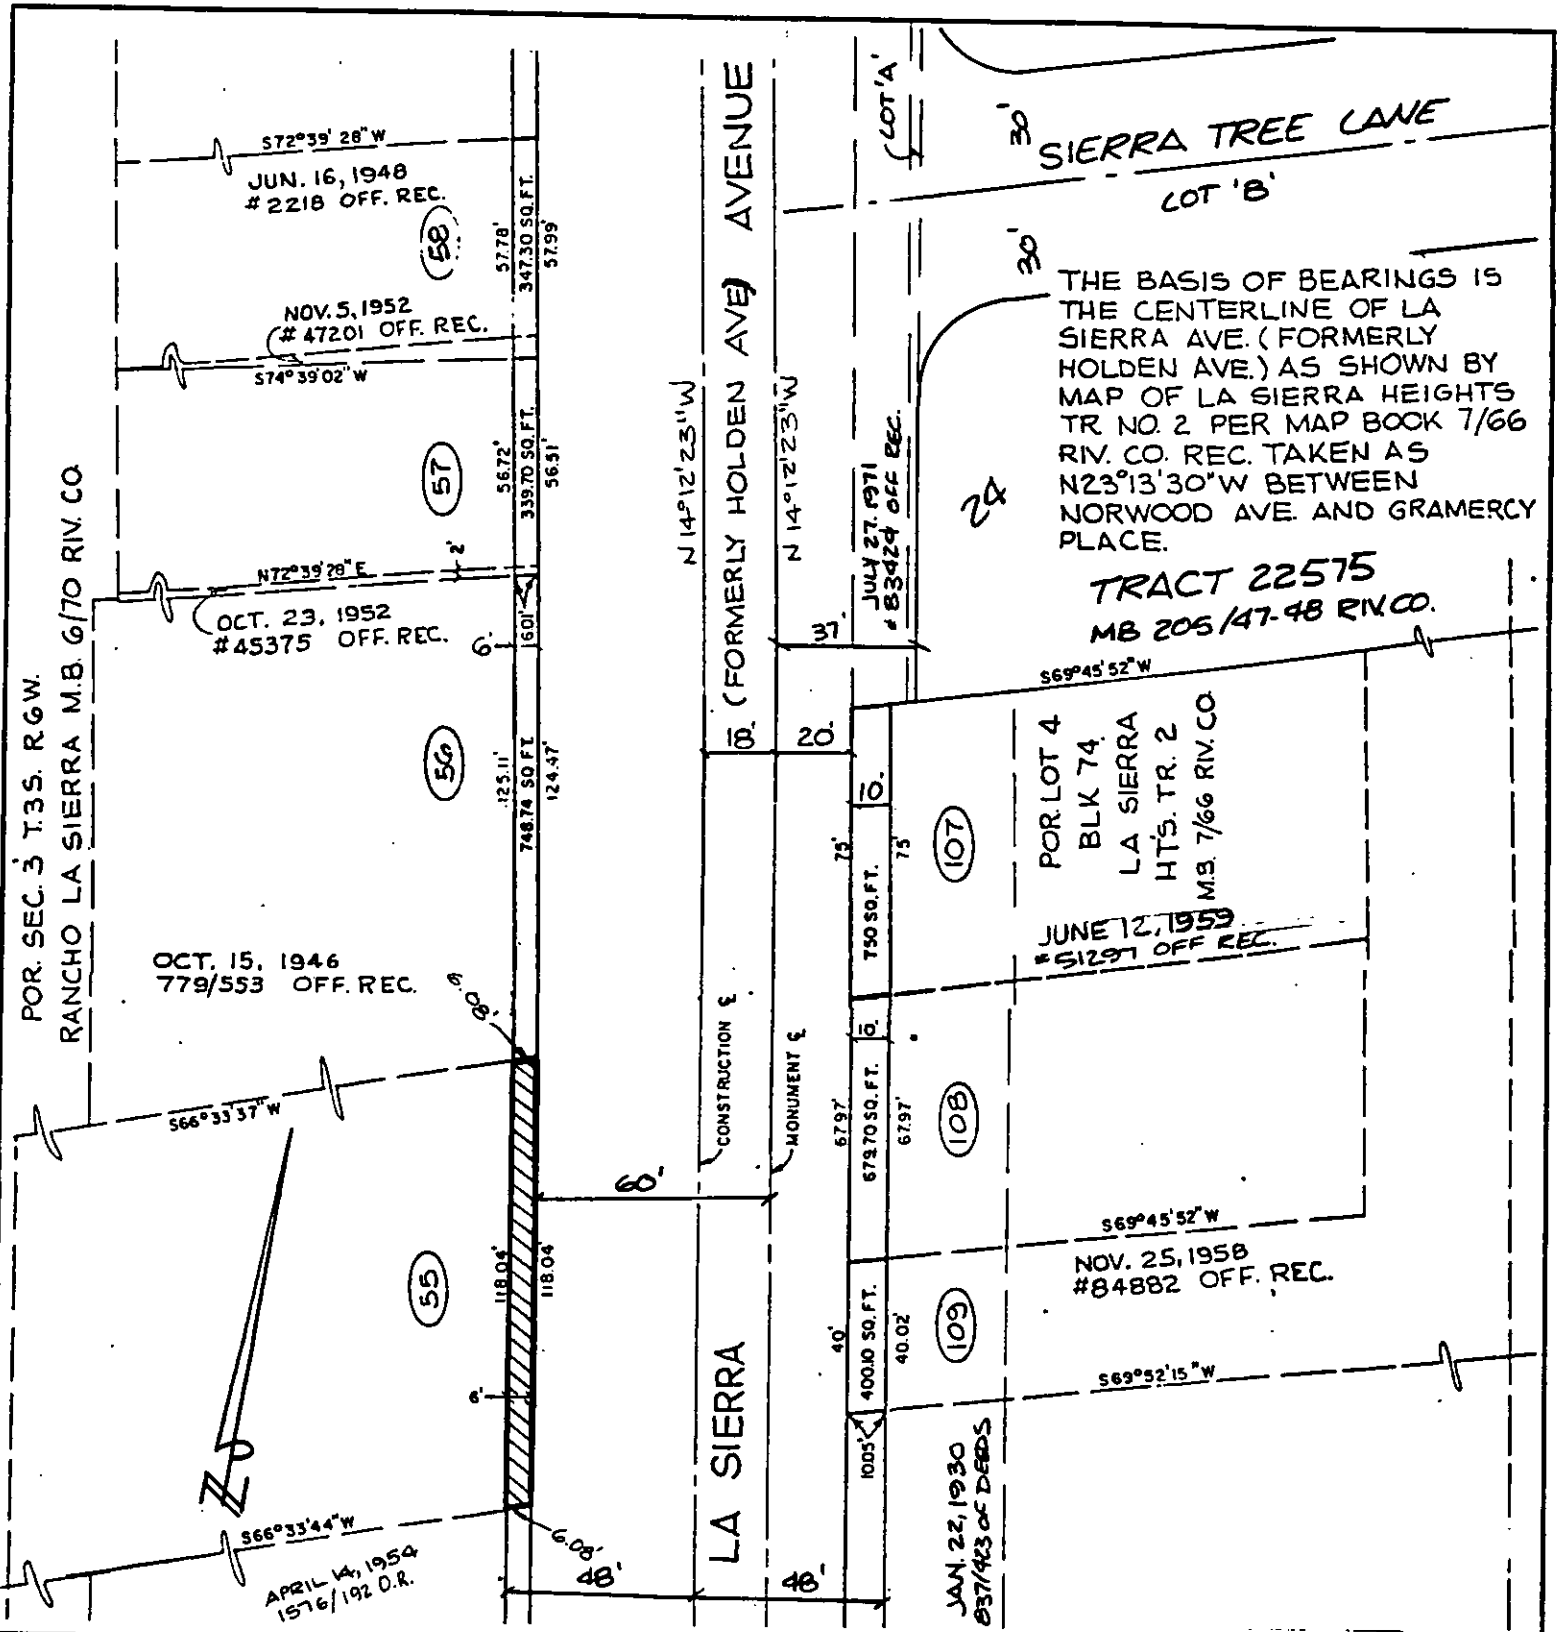 S72°39'28"W
JUN. 16, 1948
#2218 OFF. REC.
58
57.78'
347.30 SQ. FT.
57.99'
NOV. 5, 1952
#47201 OFF. REC.
S74°39'02"W
57
56.72'
339.70 SQ. FT.
56.51'
N72°39'28"E
2'
OCT. 23, 1952
#45375 OFF. REC.
6'
6.01'
56
125.11'
748.74 SQ FT.
124.47'
POR. SEC. 3 T.3S. R6W.
RANCHO LA SIERRA M.B. 6/70 RIV. CO.
OCT. 15, 1946
779/553 OFF. REC.
6.08'
S66°33'37"W
55
118.04'
118.04'
6'
N
S66°33'44"W
APRIL 14, 1954
1576/192 O.R.
6.08'
48'
48'
LA SIERRA (FORMERLY HOLDEN AVE) AVENUE
N14°12'23"W
N14°12'23"W
CONSTRUCTION ℄
MONUMENT ℄
60'
18'
20'
37'
JULY 27, 1971
#83424 OFF REC.
LOT 'A'
30'
SIERRA TREE LANE
LOT 'B'
30'
THE BASIS OF BEARINGS IS
THE CENTERLINE OF LA
SIERRA AVE. (FORMERLY
HOLDEN AVE.) AS SHOWN BY
MAP OF LA SIERRA HEIGHTS
TR NO. 2 PER MAP BOOK 7/66
RIV. CO. REC. TAKEN AS
N23°13'30"W BETWEEN
NORWOOD AVE. AND GRAMERCY
PLACE.
24
TRACT 22575
MB 205/47-48 RIV. CO.
S69°45'52"W
10'
75'
750 SQ. FT.
75'
107
POR. LOT 4
BLK 74.
LA SIERRA
HTS. TR. 2
M.B. 7/66 RIV. CO
JUNE 12, 1959
#51297 OFF REC.
10'
67.97'
679.70 SQ. FT.
67.97'
108
S69°45'52"W
NOV. 25, 1958
#84882 OFF. REC.
40'
400.10 SQ. FT.
40.02'
109
S69°52'15"W
10.05'
JAN. 22, 1930
837/423 OF DEEDS